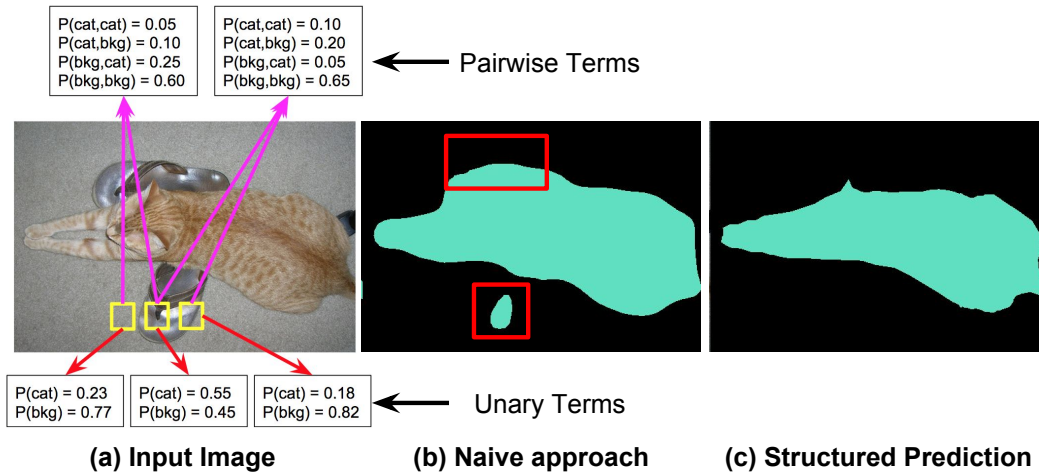 P(cat,cat) = 0.05
P(cat,bkg) = 0.10
P(bkg,cat) = 0.25
P(bkg,bkg) = 0.60
P(cat,cat) = 0.10
P(cat,bkg) = 0.20
P(bkg,cat) = 0.05
P(bkg,bkg) = 0.65
Pairwise Terms
P(cat) = 0.23
P(bkg) = 0.77
P(cat) = 0.55
P(bkg) = 0.45
P(cat) = 0.18
P(bkg) = 0.82
Unary Terms
(a) Input Image
(b) Naive approach
(c) Structured Prediction